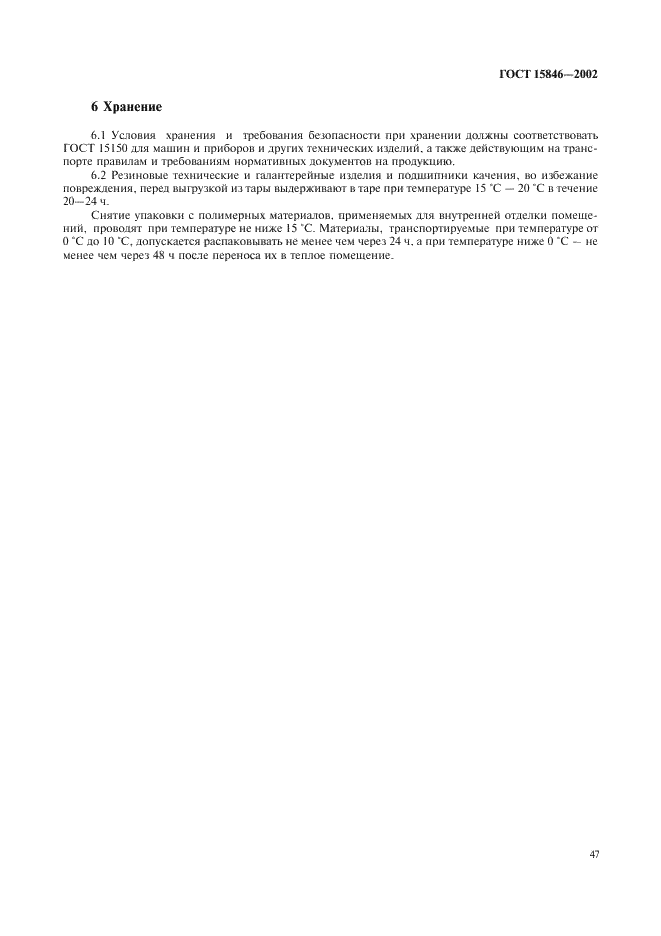 ГОСТ 15846—2002
6 Хранение
6.1 Условия хранения и требования безопасности при хранении должны соответствовать
ГОСТ 15150 для машин и приборов и других технических изделий, а также действующим на транс-
порте правилам и требованиям нормативных документов на продукцию.
6.2 Резиновые технические и галантерейные изделия и подшипники качения, во избежание
повреждения, перед выгрузкой из тары выдерживают в таре при температуре 15 ˚С — 20 ˚С в течение
20—24 ч.
Снятие упаковки с полимерных материалов, применяемых для внутренней отделки помеще-
ний, проводят при температуре не ниже 15 ˚С. Материалы, транспортируемые при температуре от
0 ˚С до 10 ˚С, допускается распаковывать не менее чем через 24 ч, а при температуре ниже 0 ˚С — не
менее чем через 48 ч после переноса их в теплое помещение.
47